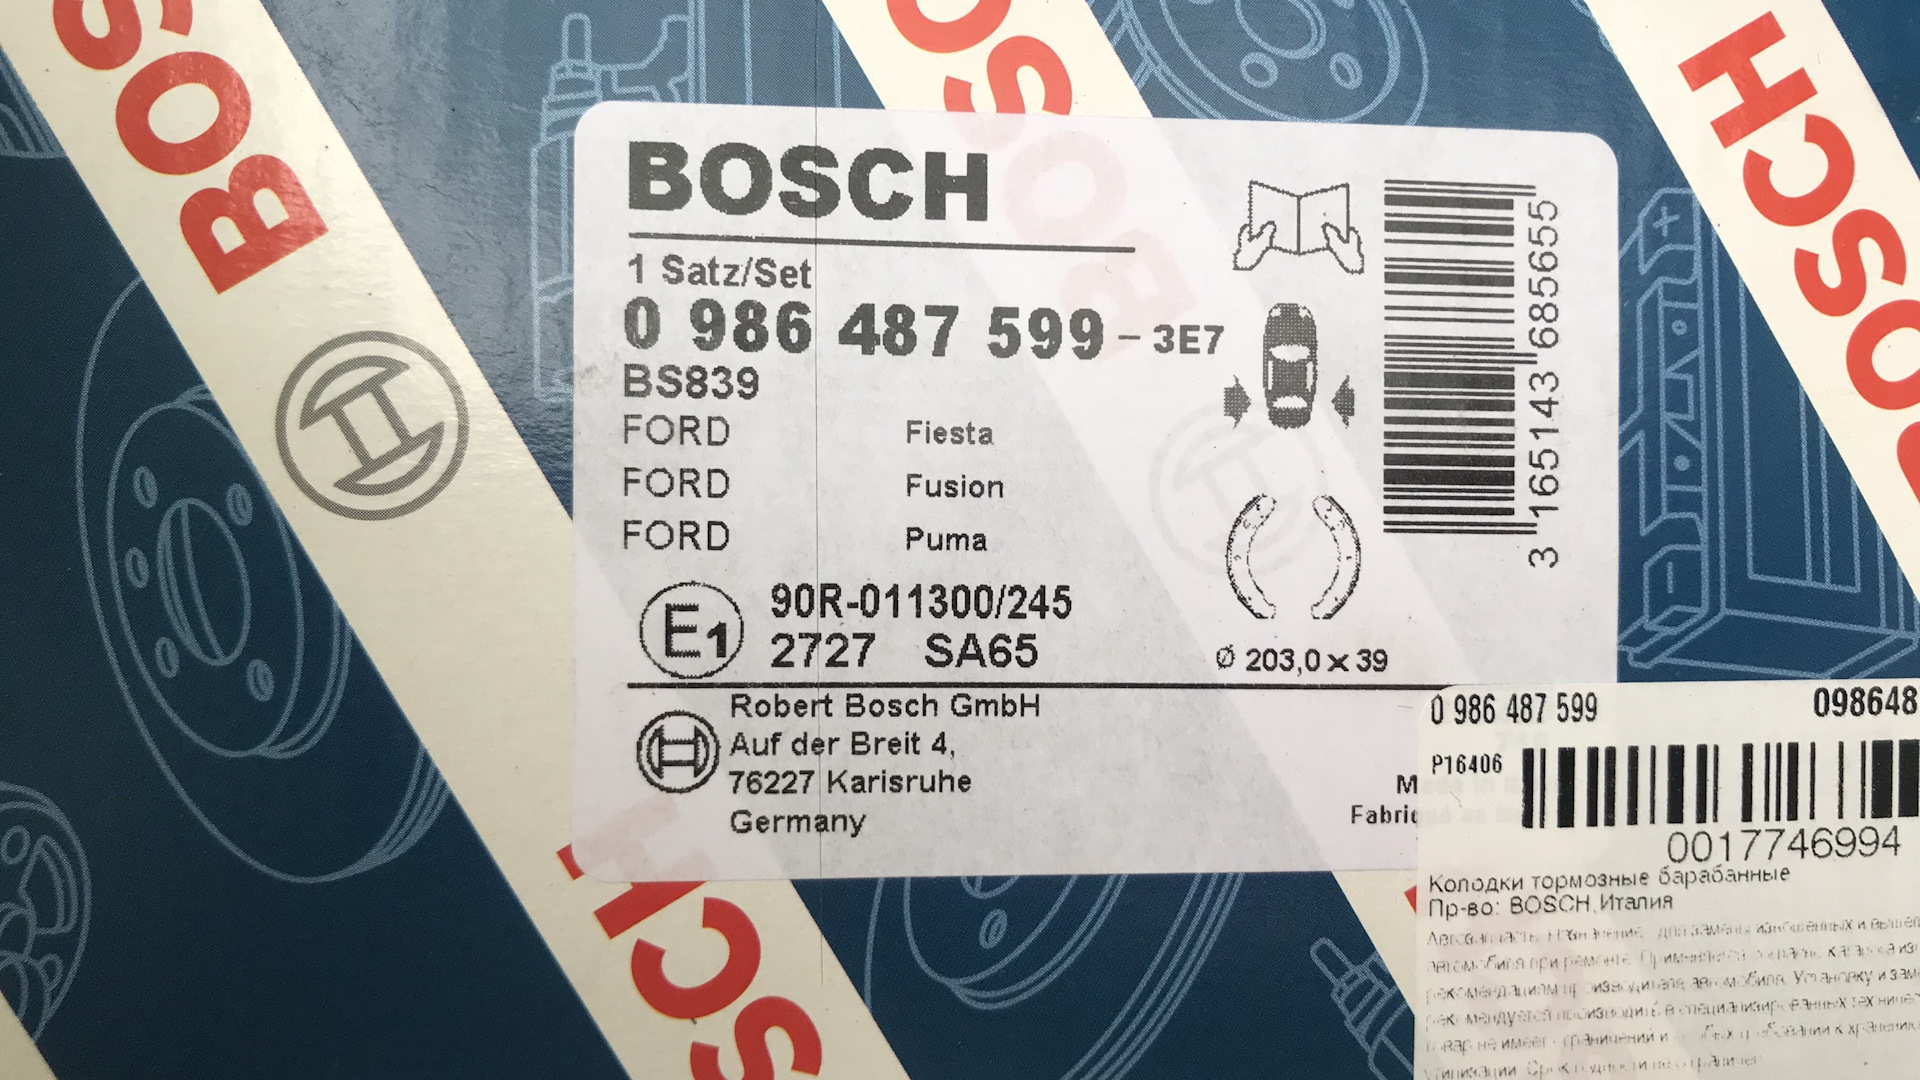 BOSCH
BOSCH
BOSCH
BOSCH
BOSCH
1 Satz/Set
0 986 487 599 - 3E7
BS839
FORD Fiesta
FORD Fusion
FORD Puma
E1 90R-011300/245
2727 SA65
Ø 203,0 x 39
3 165143 685655
Robert Bosch GmbH
Auf der Breit 4,
76227 Karlsruhe
Germany
0 986 487 599 098648
P16406
0017746994
Колодки тормозные барабанные
Пр-во: BOSCH,Италия